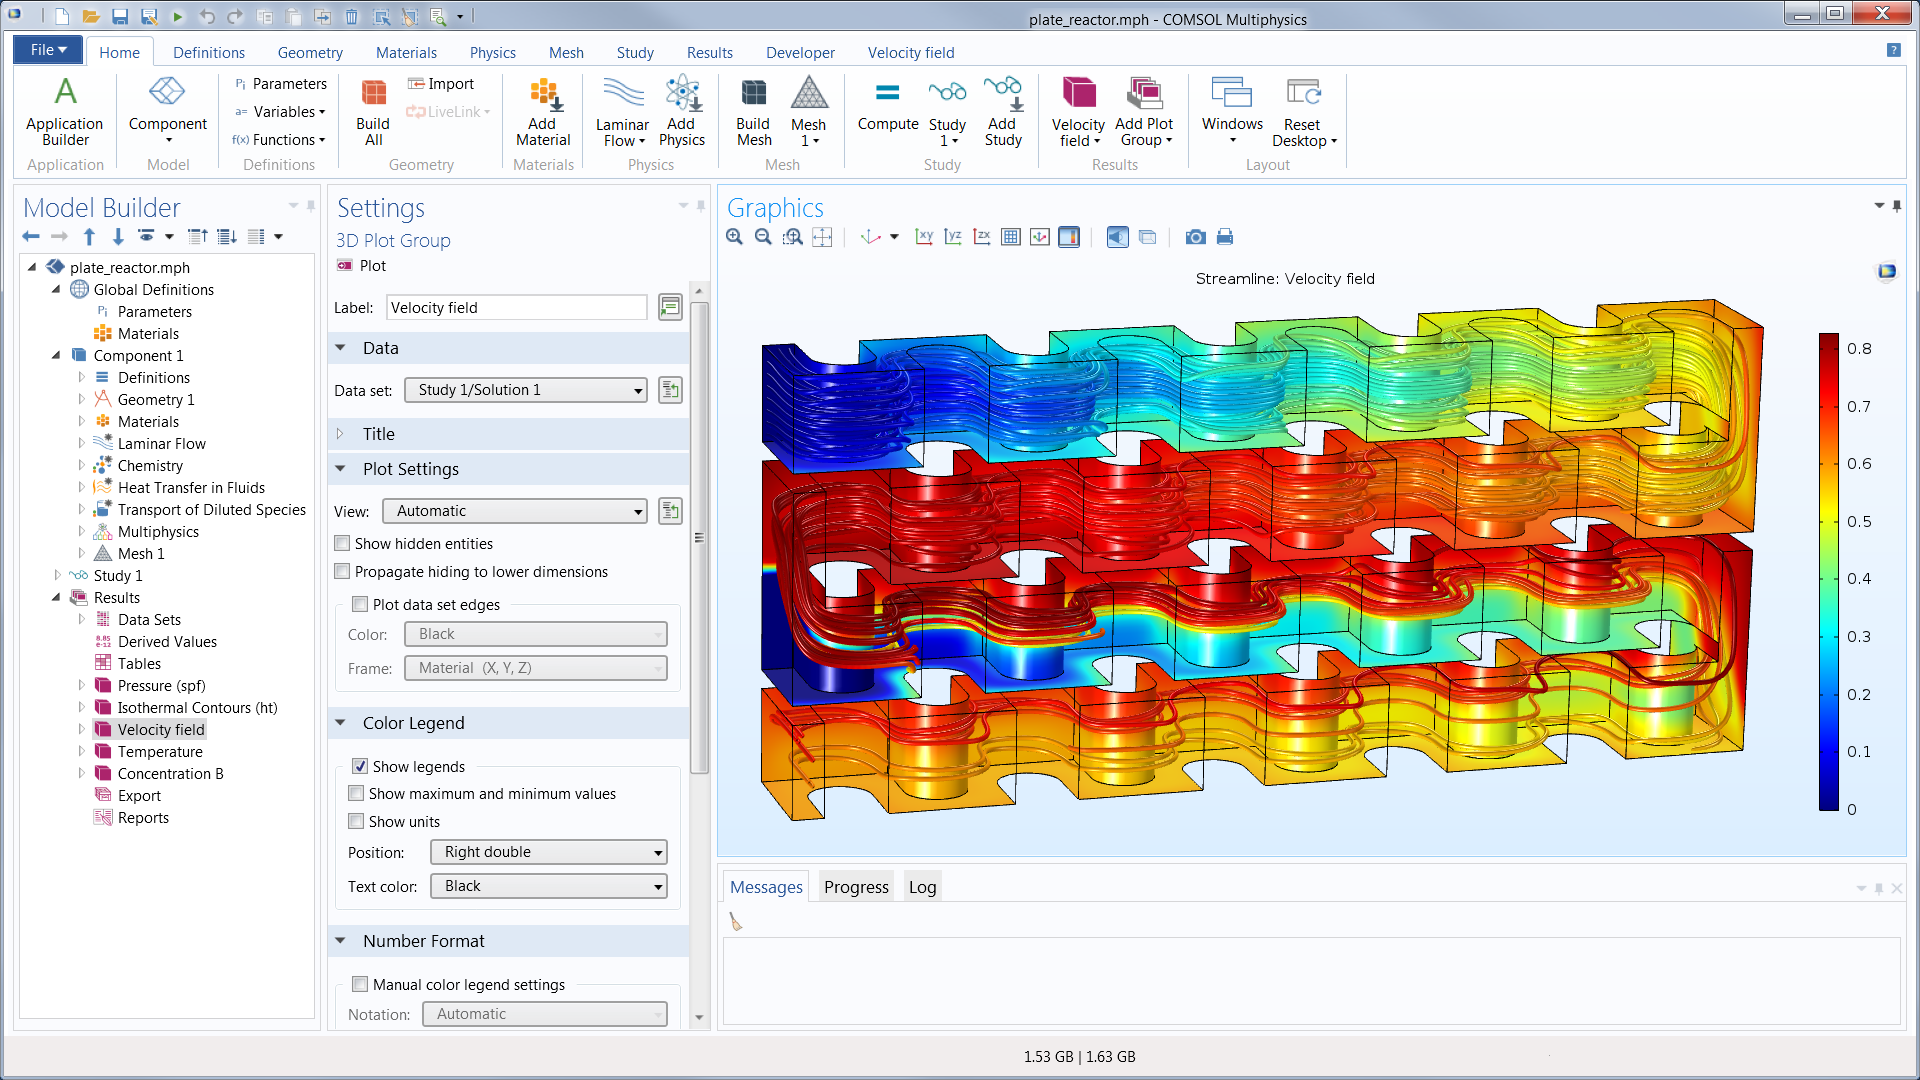 plate_reactor.mph - COMSOL Multiphysics
File
Home
Definitions
Geometry
Materials
Physics
Mesh
Study
Results
Developer
Velocity field
?
A
Application Builder
Application
Component
Model
Pi Parameters
a= Variables
f(x) Functions
Definitions
Build All
Import
LiveLink
Geometry
Add Material
Materials
Laminar Flow
Add Physics
Physics
Build Mesh
Mesh 1
Mesh
Compute
Study 1
Add Study
Study
Velocity field
Add Plot Group
Results
Windows
Reset Desktop
Layout
Model Builder
plate_reactor.mph
Global Definitions
Pi Parameters
Materials
Component 1
Definitions
Geometry 1
Materials
Laminar Flow
Chemistry
Heat Transfer in Fluids
Transport of Diluted Species
Multiphysics
Mesh 1
Study 1
Results
Data Sets
8.85
e-12
Derived Values
Tables
Pressure (spf)
Isothermal Contours (ht)
Velocity field
Temperature
Concentration B
Export
Reports
Settings
3D Plot Group
Plot
Label: Velocity field
Data
Data set: Study 1/Solution 1
Title
Plot Settings
View: Automatic
Show hidden entities
Propagate hiding to lower dimensions
Plot data set edges
Color: Black
Frame: Material (X, Y, Z)
Color Legend
Show legends
Show maximum and minimum values
Show units
Position: Right double
Text color: Black
Number Format
Manual color legend settings
Notation: Automatic
Graphics
xy
yz
zx
Streamline: Velocity field
0.8
0.7
0.6
0.5
0.4
0.3
0.2
0.1
0
Messages
Progress
Log
1.53 GB | 1.63 GB